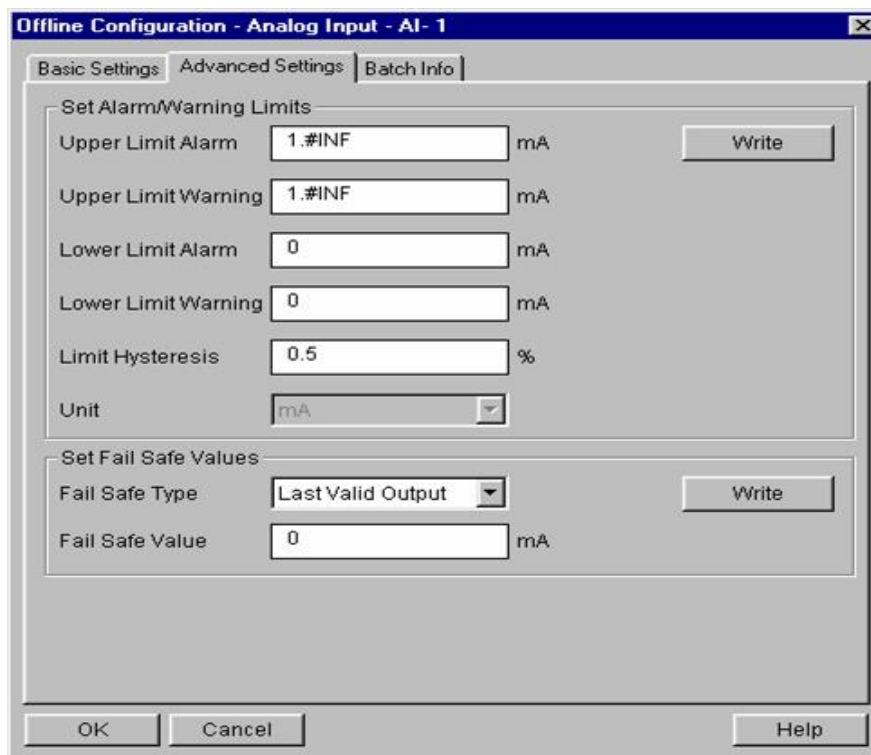 Offline Configuration - Analog Input - AI- 1
Basic Settings Advanced Settings Batch Info
Set Alarm/Warning Limits
Upper Limit Alarm 1.#INF mA Write
Upper Limit Warning 1.#INF mA
Lower Limit Alarm 0 mA
Lower Limit Warning 0 mA
Limit Hysteresis 0.5 %
Unit mA
Set Fail Safe Values
Fail Safe Type Last Valid Output Write
Fail Safe Value 0 mA
OK Cancel Help